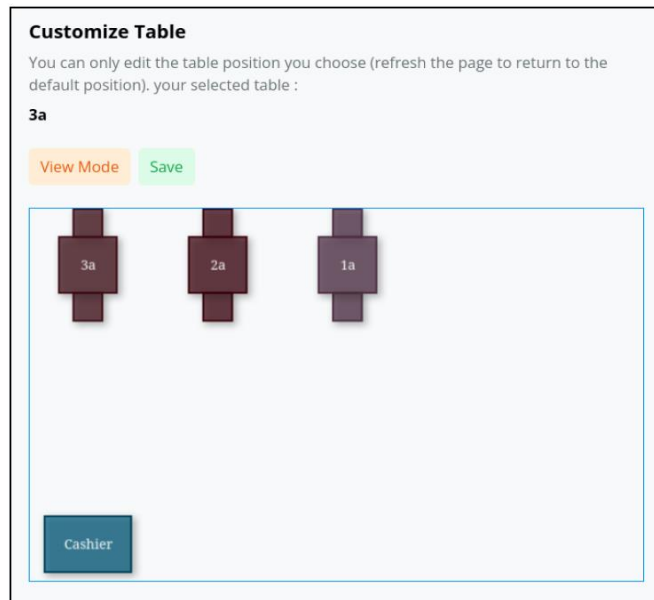 Customize Table
You can only edit the table position you choose (refresh the page to return to the
default position). your selected table :
3a
View Mode Save
3a 2a 1a
Cashier